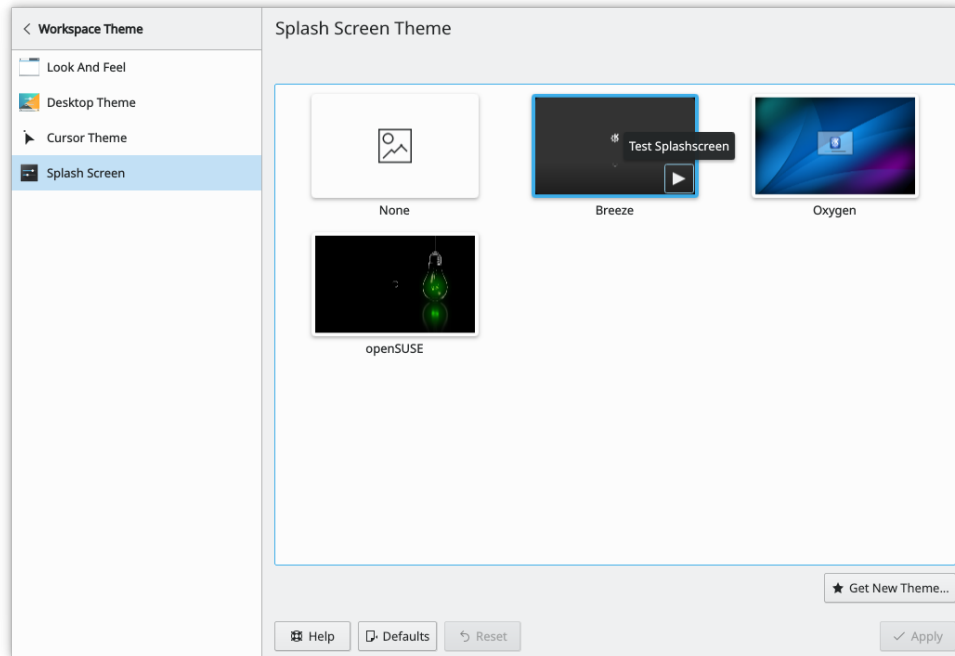 Workspace Theme
Look And Feel
Desktop Theme
Cursor Theme
Splash Screen
Splash Screen Theme
Test Splashscreen
None
Breeze
Oxygen
openSUSE
Get New Theme...
Help
Defaults
Reset
Apply